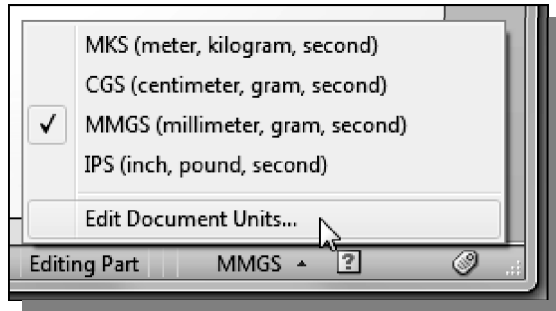 MKS (meter, kilogram, second)
CGS (centimeter, gram, second)
MMGS (millimeter, gram, second)
IPS (inch, pound, second)
Edit Document Units...
Editing Part MMGS ?